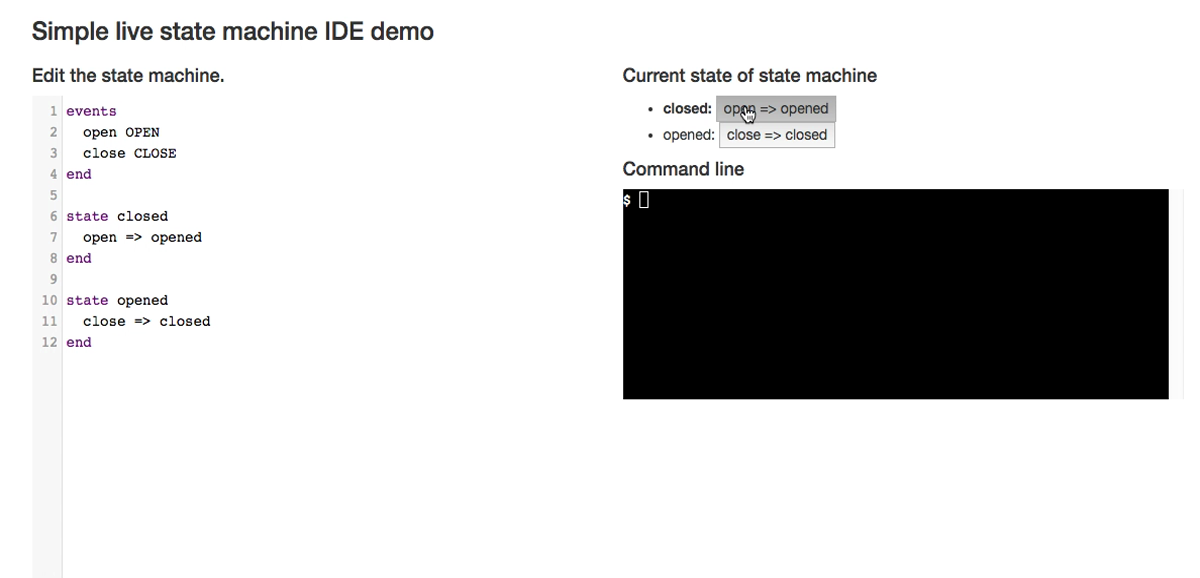 Simple live state machine IDE demo
Edit the state machine.
1 events
2 open OPEN
3 close CLOSE
4 end
5
6 state closed
7 open => opened
8 end
9
10 state opened
11 close => closed
12 end
Current state of state machine
• closed: open => opened
• opened: close => closed
Command line
$